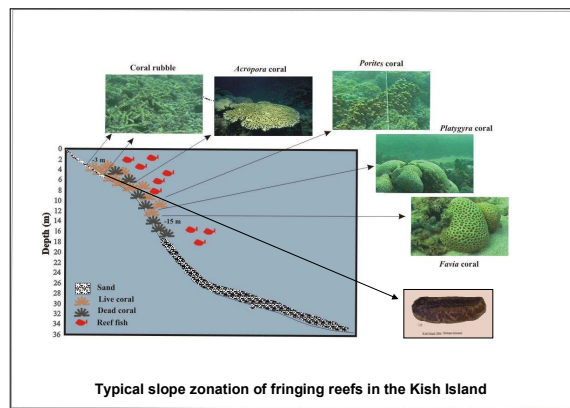 Coral rubble
Acropora coral
Porites coral
Platygyra coral
Favia coral
-3 m
-15 m
Depth (m)
0
2
4
6
8
10
12
14
16
18
20
22
24
26
28
30
32
34
36
Sand
Live coral
Dead coral
Reef fish
Typical slope zonation of fringing reefs in the Kish Island